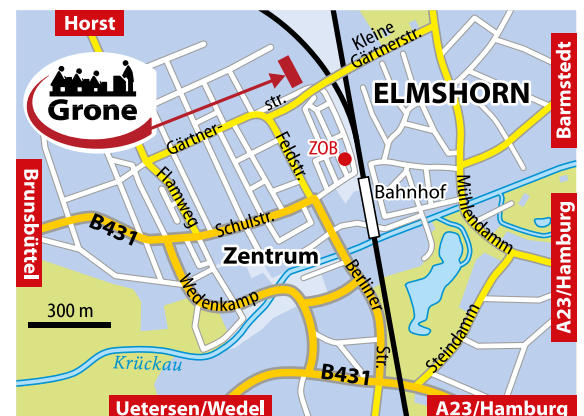 Horst
Kleine
Gärtnerstr.
Grone
ELMSHORN
Barmstedt
Gärtner-
str.
ZOB
Feldstr.
Flamweg
Bahnhof
Mühlendamm
Brunsbüttel
B431
Schulstr.
Zentrum
A23/Hamburg
Wedenkamp
Berliner
Str.
300 m
Steindamm
Krückau
B431
Uetersen/Wedel
A23/Hamburg